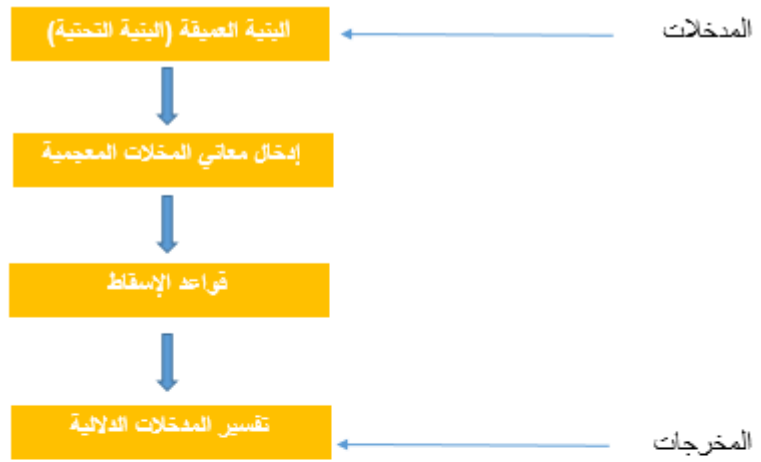 البنية العميقة (البنية التحتية)
المدخلات
إدخال معاني المخلات المعجمية
قواعد الإسقاط
تفسير المدخلات الدلالية
المخرجات